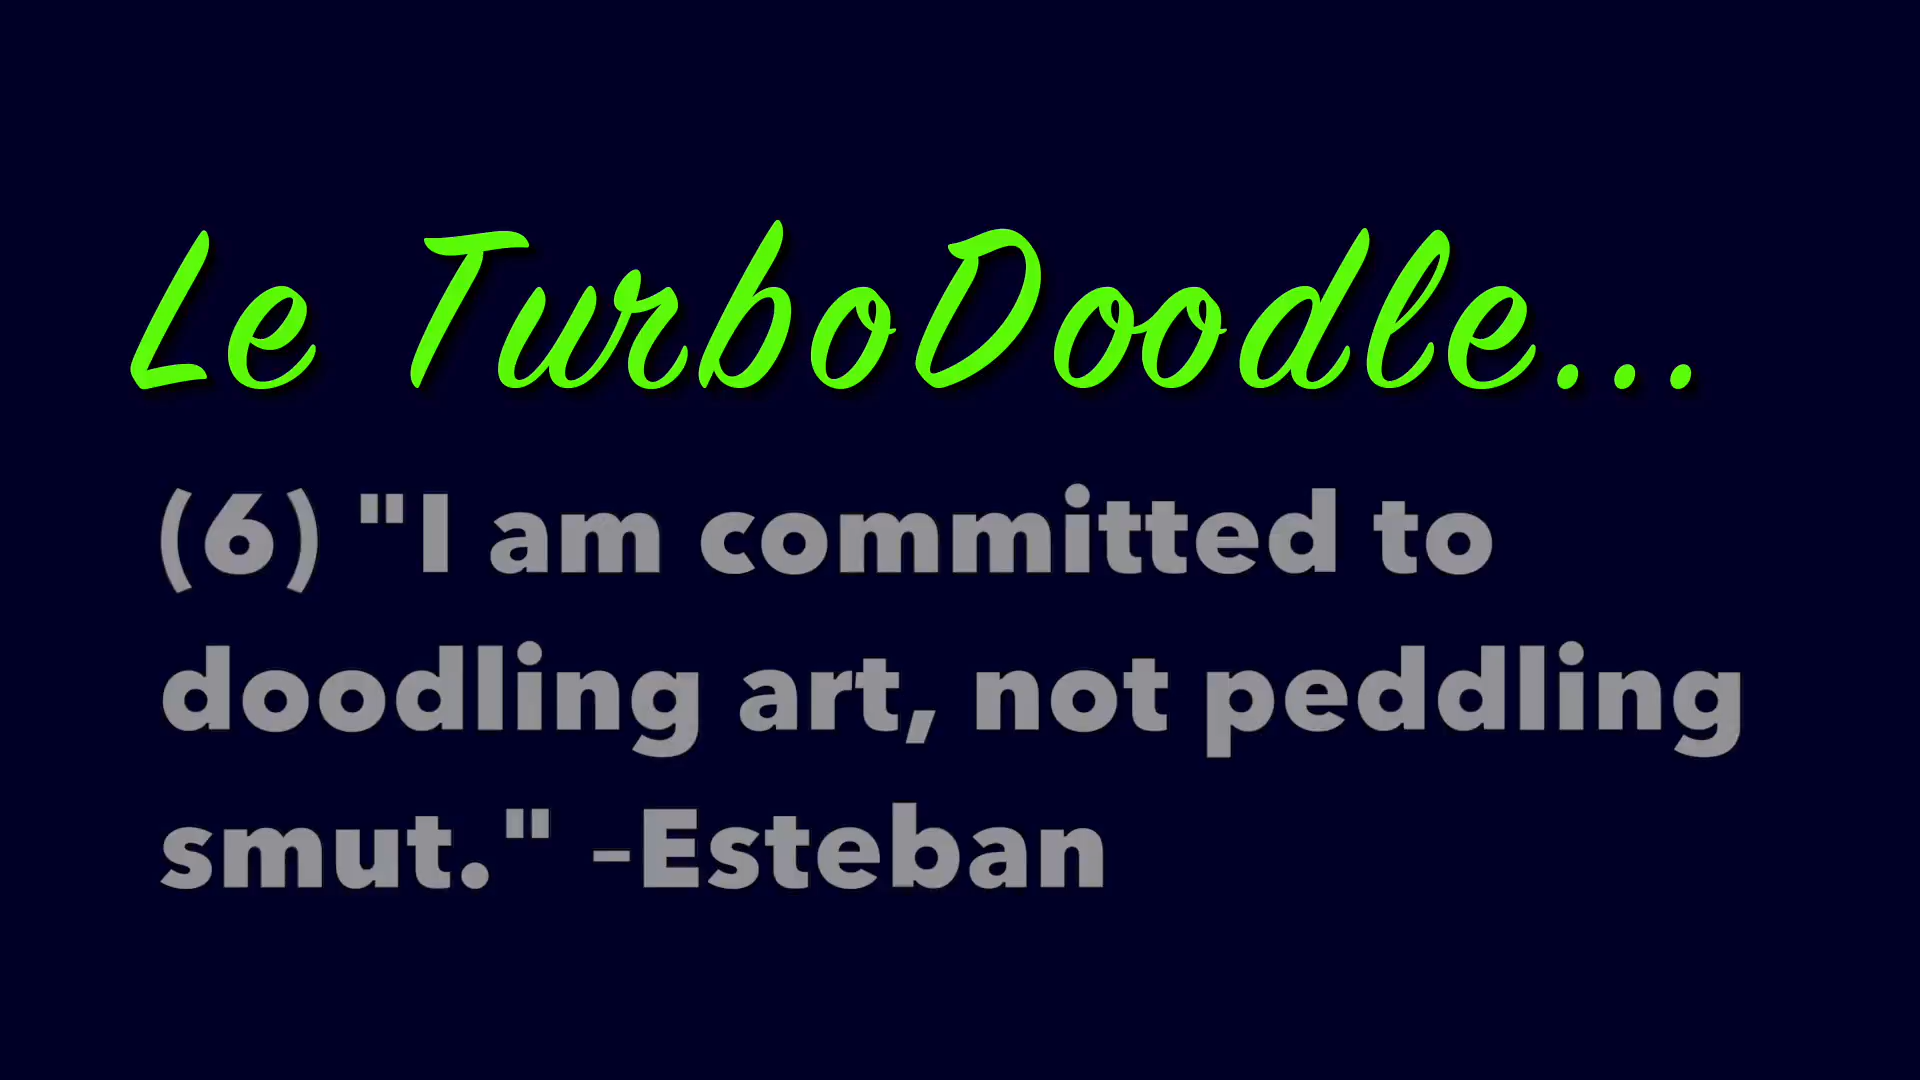 Le TurboDoodle...
(6) "I am committed to
doodling art, not peddling
smut." –Esteban